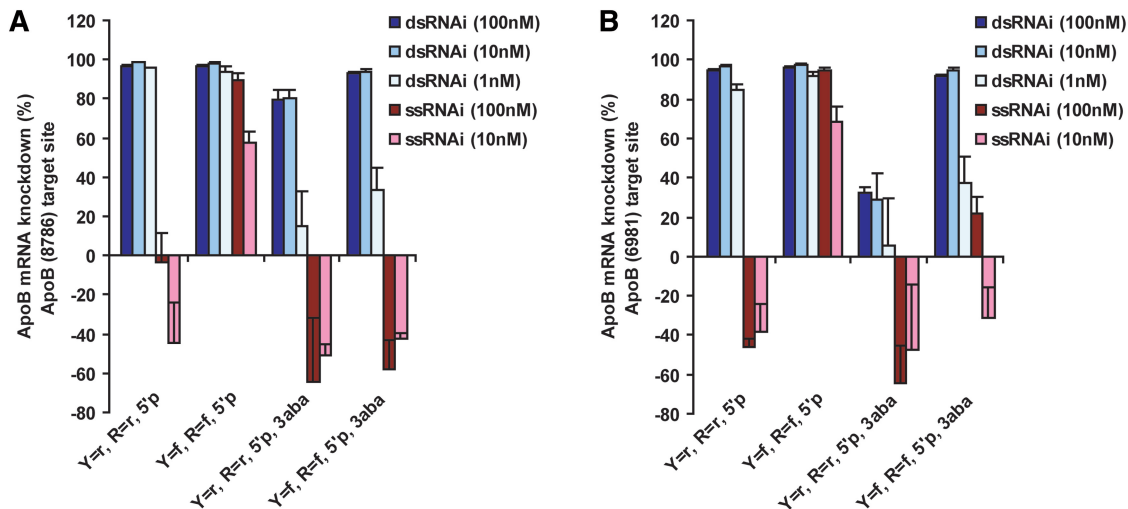 A
ApoB mRNA knockdown (%)
ApoB (8786) target site
120
100
80
60
40
20
0
-20
-40
-60
-80
dsRNAi (100nM)
dsRNAi (10nM)
dsRNAi (1nM)
ssRNAi (100nM)
ssRNAi (10nM)
Y=r, R=r, 5'p
Y=f, R=f, 5'p
Y=r, R=r, 5'p, 3aba
Y=f, R=f, 5'p, 3aba
B
ApoB mRNA knockdown (%)
ApoB (6981) target site
120
100
80
60
40
20
0
-20
-40
-60
-80
dsRNAi (100nM)
dsRNAi (10nM)
dsRNAi (1nM)
ssRNAi (100nM)
ssRNAi (10nM)
Y=r, R=r, 5'p
Y=f, R=f, 5'p
Y=r, R=r, 5'p, 3aba
Y=f, R=f, 5'p, 3aba